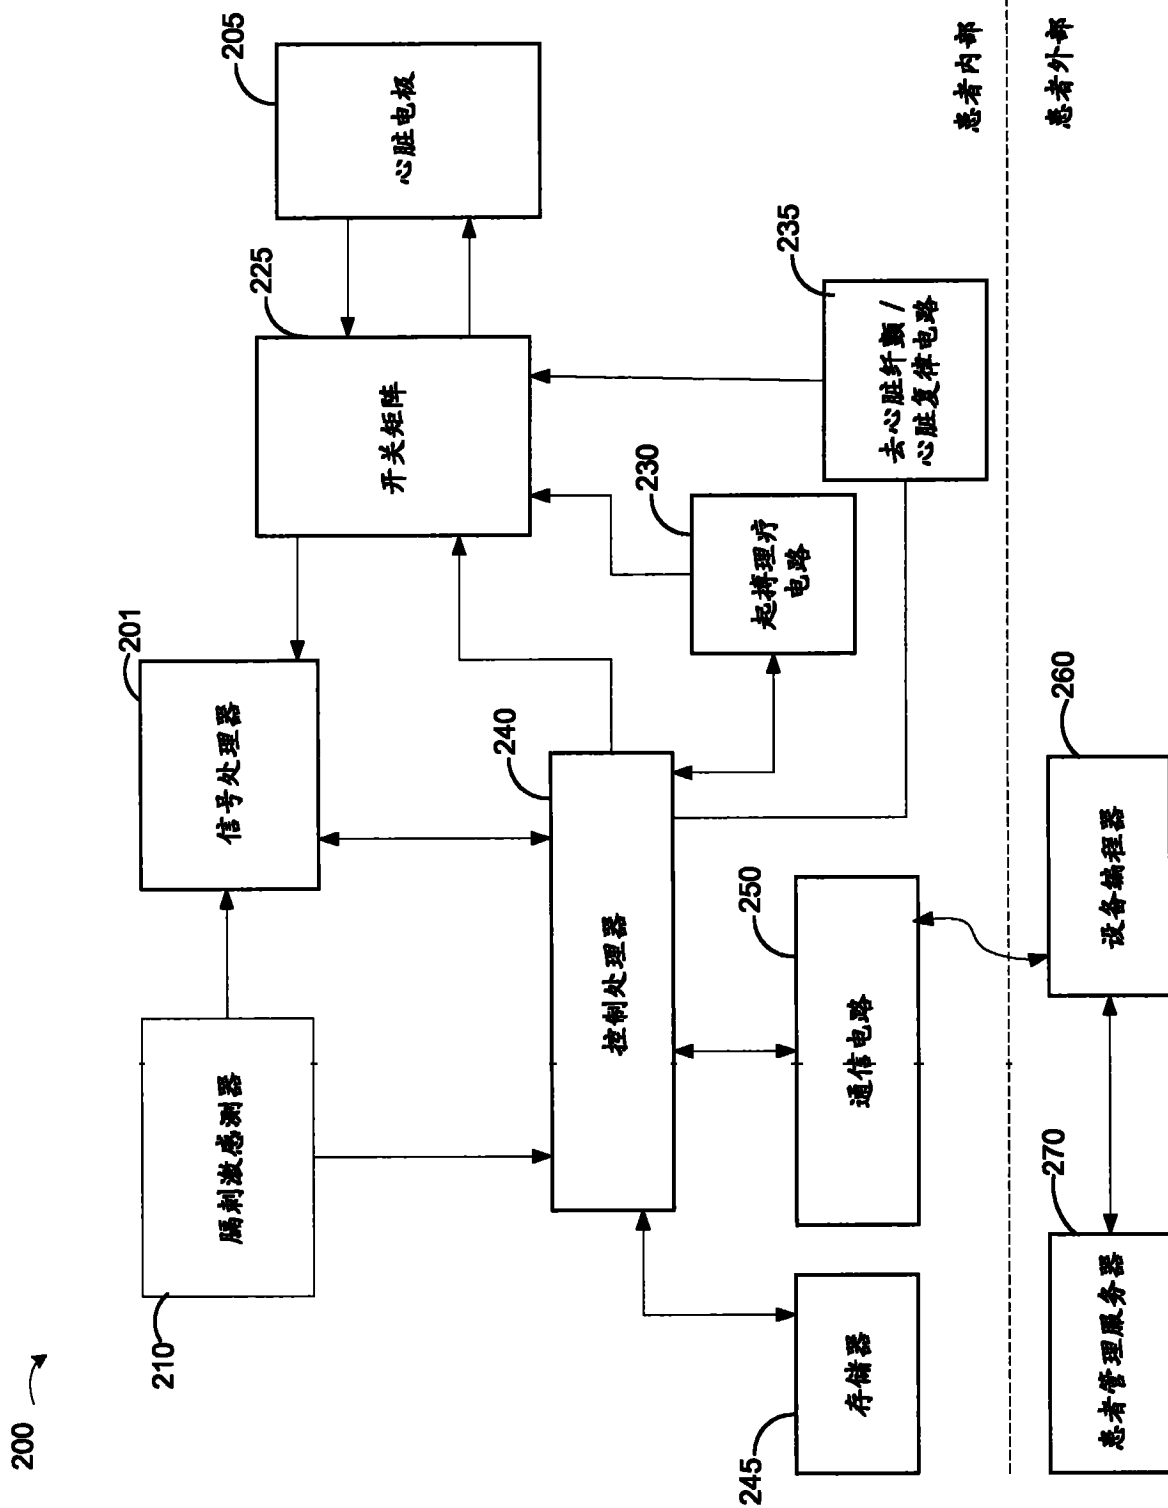 200
210
膈刺激感测器
201
信号处理器
225
开关矩阵
205
心脏电极
240
控制处理器
230
起搏理疗
电路
235
去心脏纤颤 /
心脏复律电路
245
存储器
250
通信电路
患者内部
患者外部
270
患者管理服务器
260
设备编程器